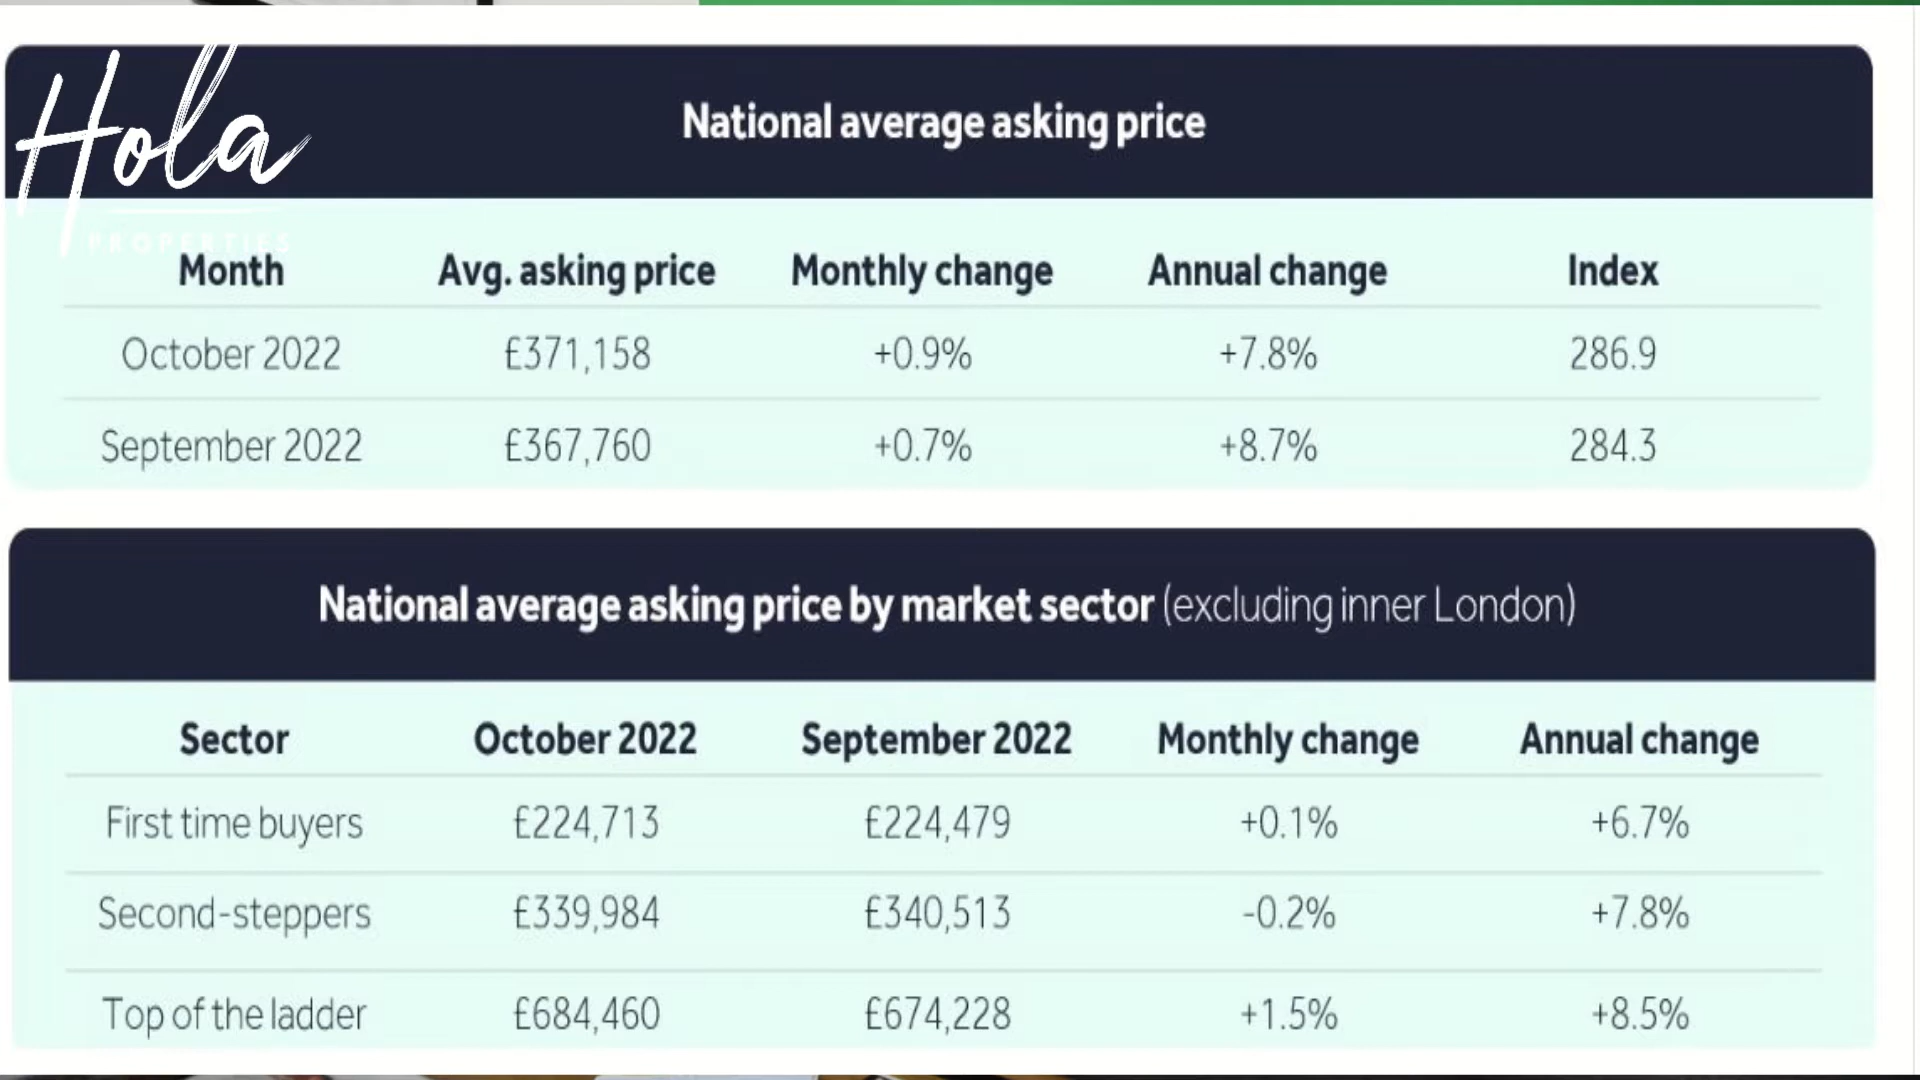 Hola
PROPERTIES
National average asking price
Month Avg. asking price Monthly change Annual change Index
October 2022 £371,158 +0.9% +7.8% 286.9
September 2022 £367,760 +0.7% +8.7% 284.3
National average asking price by market sector (excluding inner London)
Sector October 2022 September 2022 Monthly change Annual change
First time buyers £224,713 £224,479 +0.1% +6.7%
Second-steppers £339,984 £340,513 -0.2% +7.8%
Top of the ladder £684,460 £674,228 +1.5% +8.5%